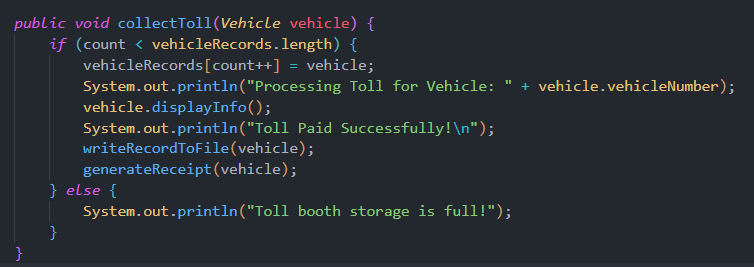 public void collectToll(Vehicle vehicle) {
    if (count < vehicleRecords.length) {
        vehicleRecords[count++] = vehicle;
        System.out.println("Processing Toll for Vehicle: " + vehicle.vehicleNumber);
        vehicle.displayInfo();
        System.out.println("Toll Paid Successfully!\n");
        writeRecordToFile(vehicle);
        generateReceipt(vehicle);
    } else {
        System.out.println("Toll booth storage is full!");
    }
}